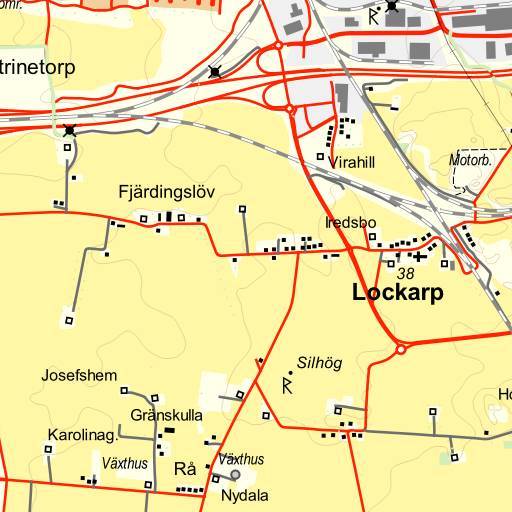 trinetorp
Virahill
Motorb.
Fjärdingslöv
Iredsbo
38
Lockarp
Silhög
Josefshem
Gränskulla
Karolinag.
Växthus
Rå
Växthus
Nydala